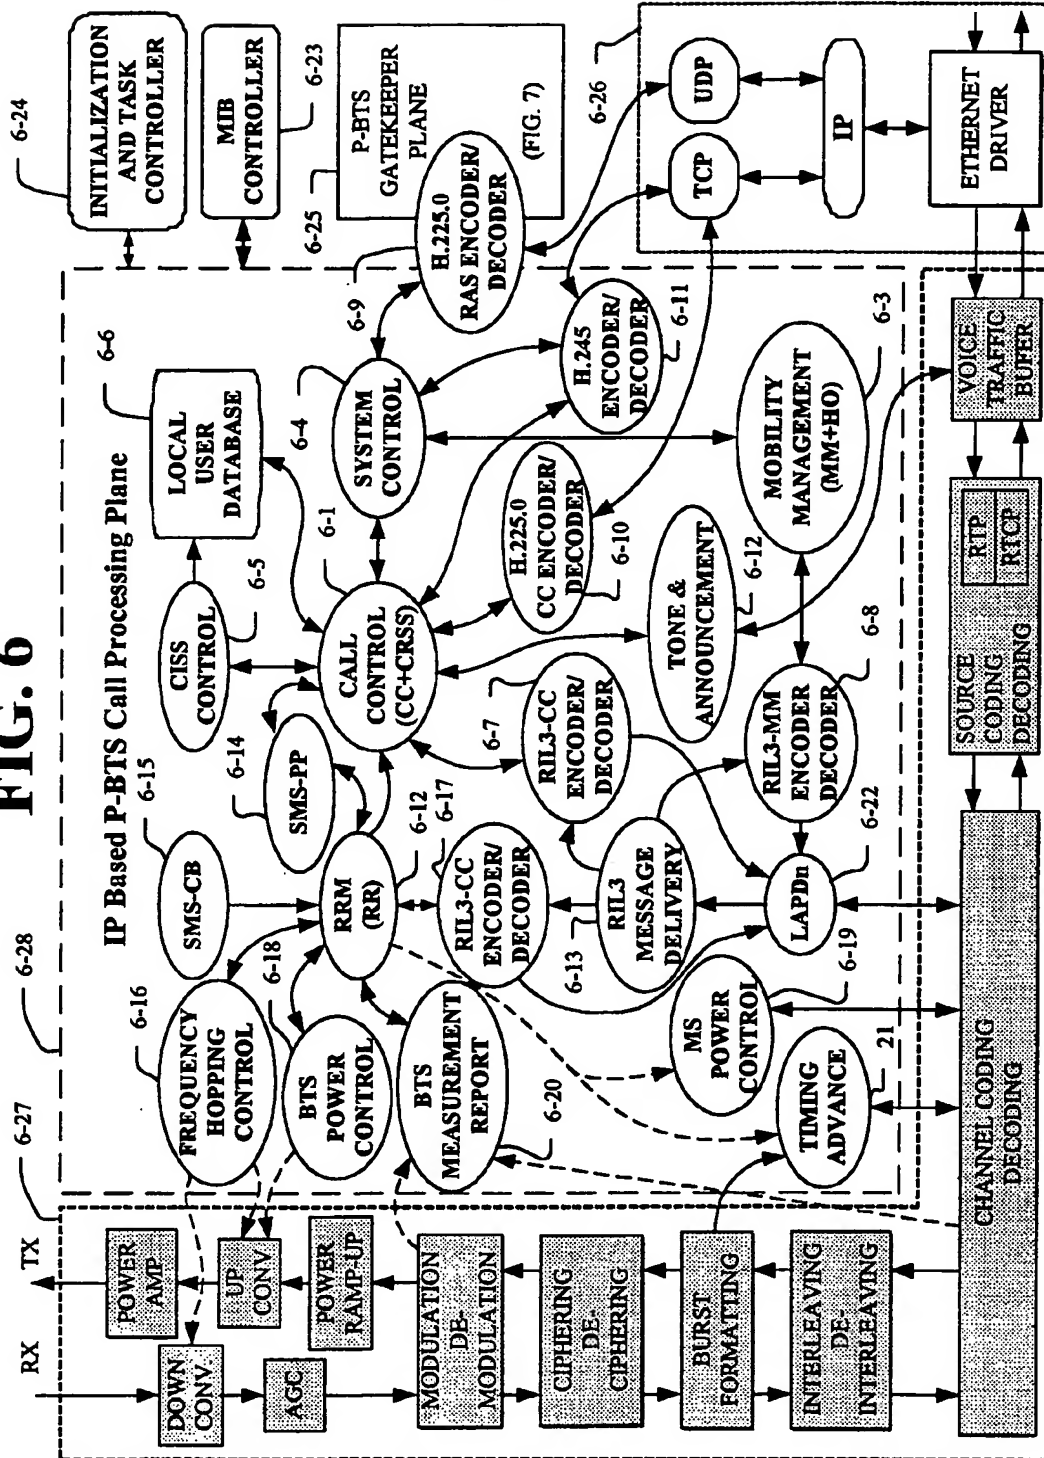 FIG. 6
6-27
6-28
IP Based P-BTS Call Processing Plane
6-24
INITIALIZATION
AND TASK
CONTROLLER
6-23
MIB
CONTROLLER
6-25
P-BTS
GATEKEEPER
PLANE
(FIG. 7)
6-26
RX
TX
DOWN
CONV.
AGC
POWER
AMP
UP
CONV
POWER
RAMP-UP
MODULATION
DE-
MODULATION
CIPHERING
DE-
CIPHERING
BURST
FORMATTING
INTERLEAVING
DE-
INTERLEAVING
CHANNEL CODING
DECODING
6-16
FREQUENCY
HOPPING
CONTROL
6-15
SMS-CB
6-14
SMS-PP
6-5
CISS
CONTROL
6-6
LOCAL
USER
DATABASE
6-18
BTS
POWER
CONTROL
6-12
RRM
(RR)
6-1
CALL
CONTROL
(CC+CRSS)
6-4
SYSTEM
CONTROL
6-9
H.225.0
RAS ENCODER/
DECODER
BTS
MEASUREMENT
REPORT
6-20
6-17
RIL3-CC
ENCODER/
DECODER
6-7
RIL3-CC
ENCODER/
DECODER
H.225.0
CC ENCODER/
DECODER
6-10
H.245
ENCODER/
DECODER
6-11
6-13
RIL3
MESSAGE
DELIVERY
TONE &
ANNOUNCEMENT
6-12
MS
POWER
CONTROL
6-19
TIMING
ADVANCE
21
LAPDn
6-22
RIL3-MM
ENCODER
DECODER
6-8
MOBILITY
MANAGEMENT
(MM+HO)
6-3
TCP
UDP
IP
ETHERNET
DRIVER
VOICE
TRAFFIC
BUFER
SOURCE
CODING
DECODING
RTP
RTCP